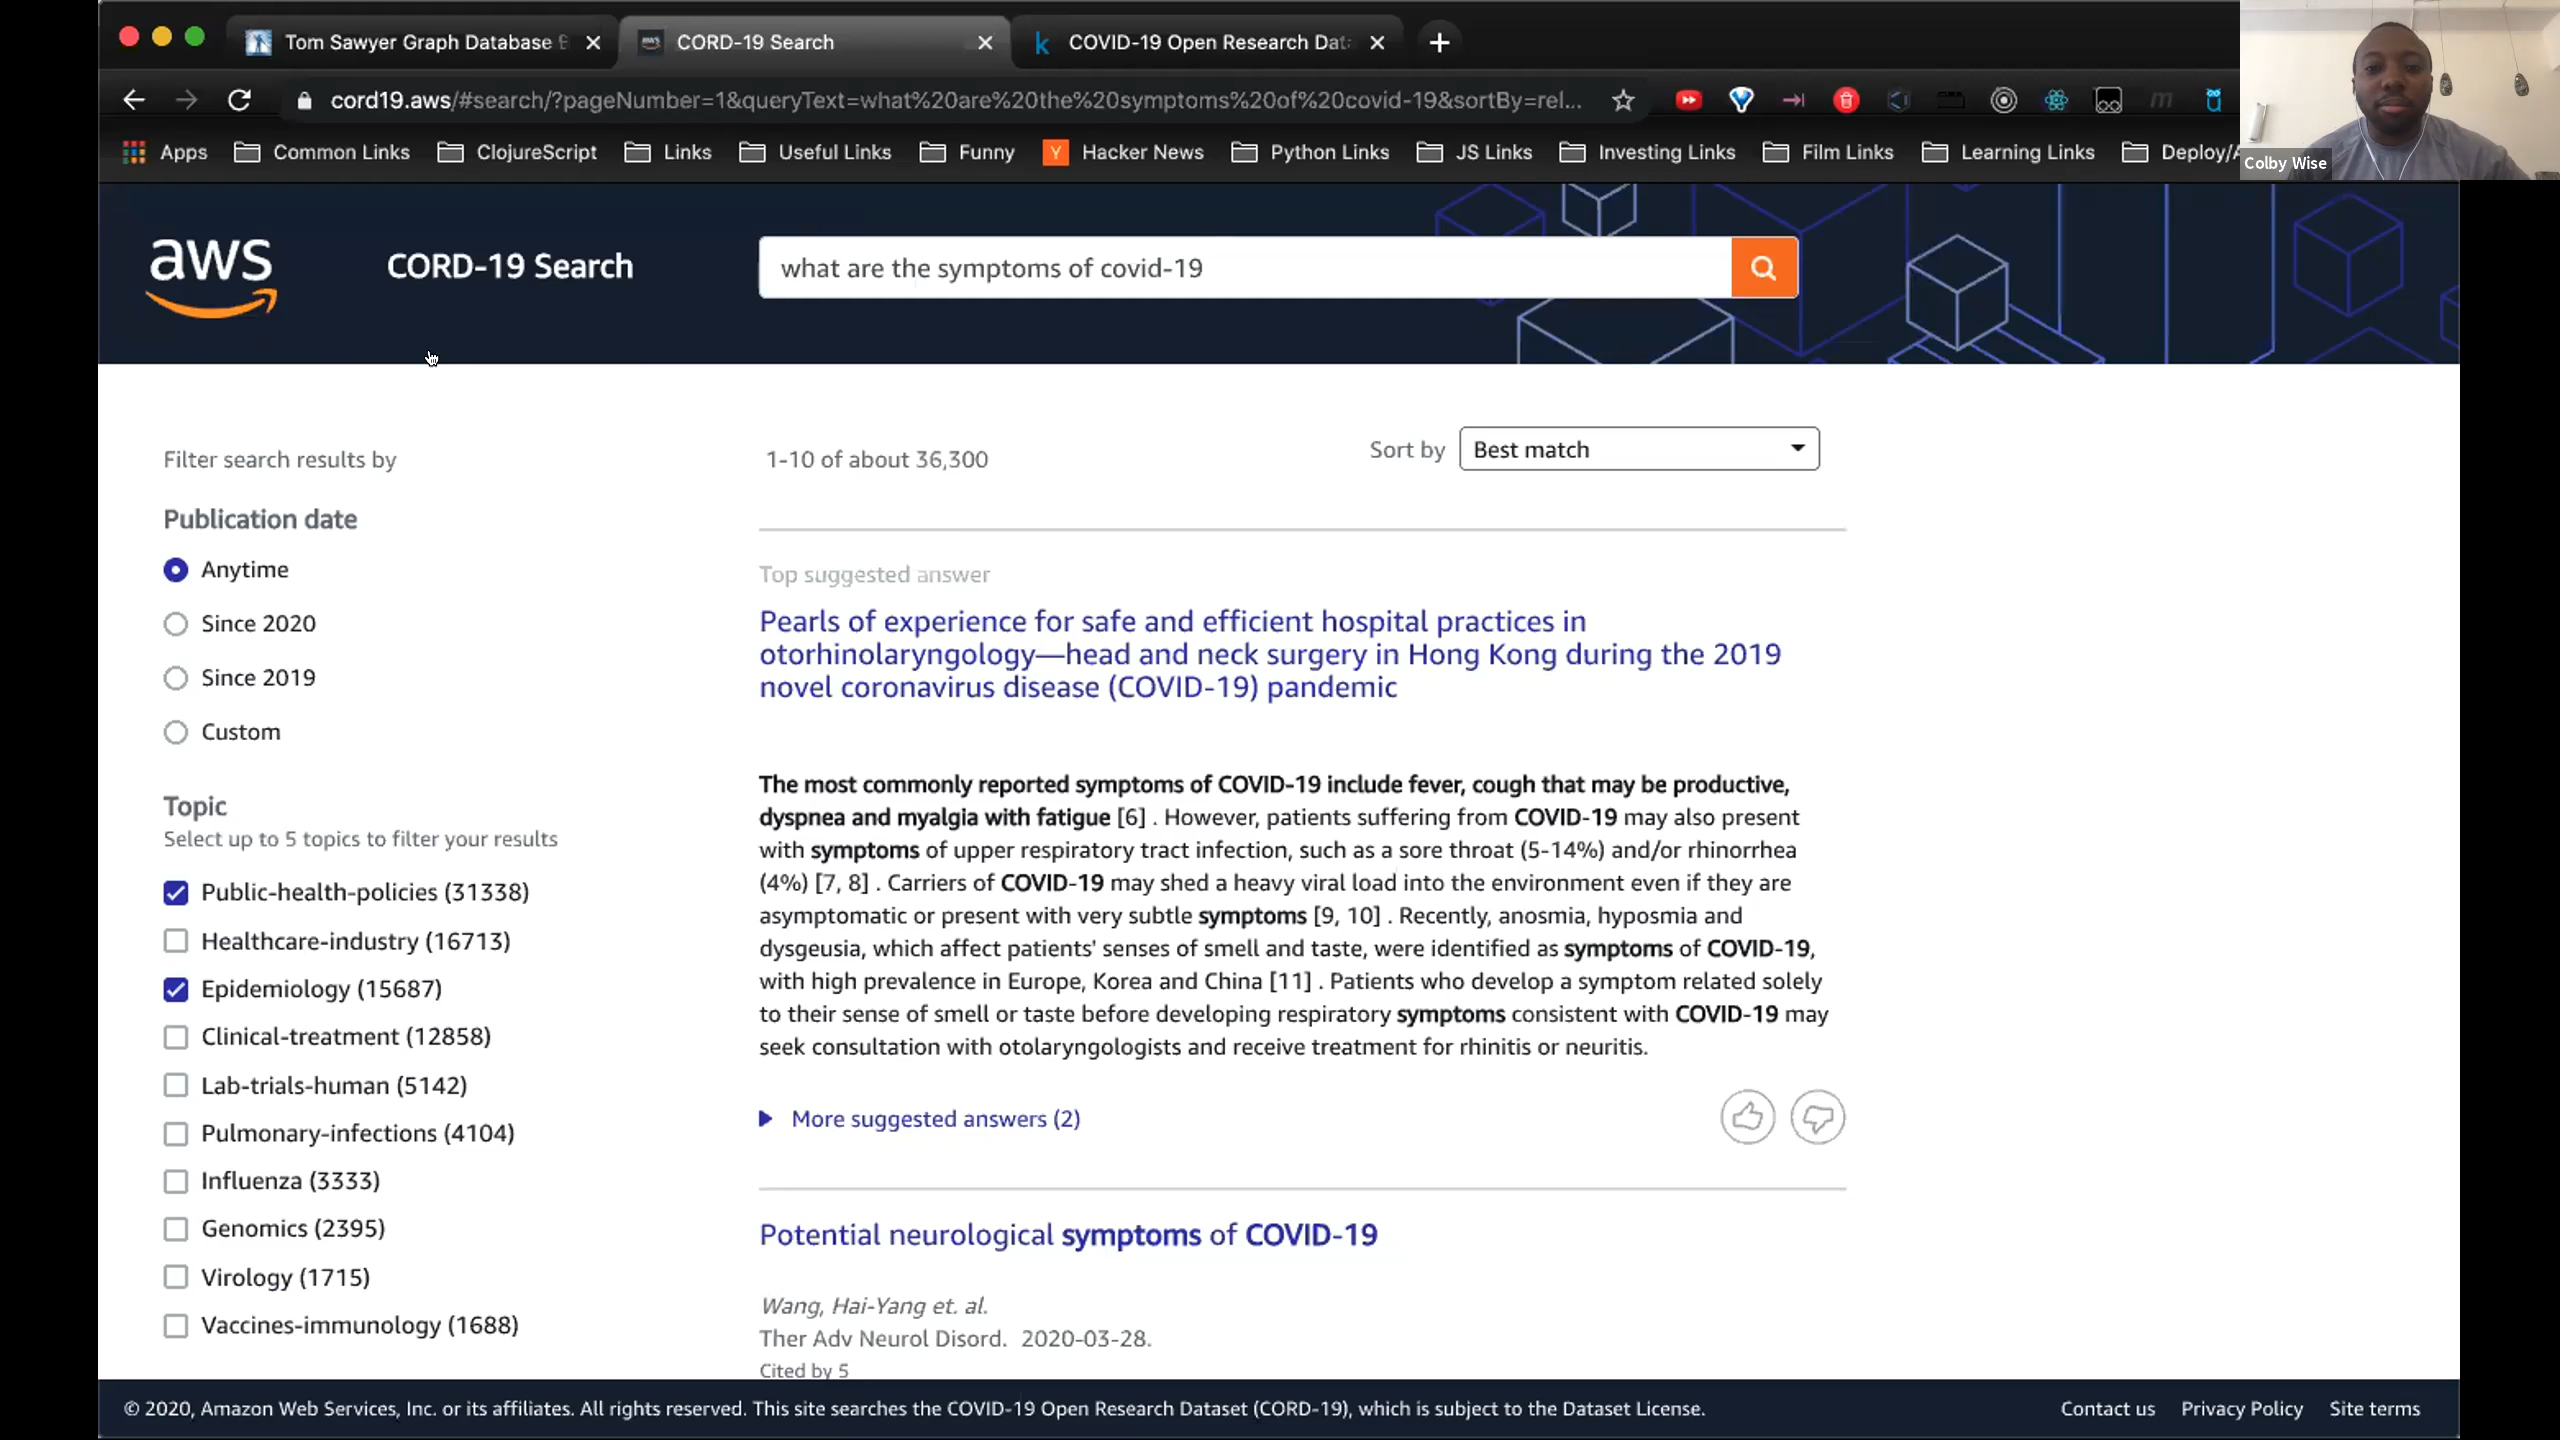 Tom Sawyer Graph Database
CORD-19 Search
COVID-19 Open Research Dat
cord19.aws/#search/?pageNumber=1&queryText=what%20are%20the%20symptoms%20of%20covid-19&sortBy=rel...
Apps
Common Links
ClojureScript
Links
Useful Links
Funny
Hacker News
Python Links
JS Links
Investing Links
Film Links
Learning Links
Deploy/A
Colby Wise
aws
CORD-19 Search
what are the symptoms of covid-19
Filter search results by
1-10 of about 36,300
Sort by
Best match
Publication date
Anytime
Since 2020
Since 2019
Custom
Topic
Select up to 5 topics to filter your results
Public-health-policies (31338)
Healthcare-industry (16713)
Epidemiology (15687)
Clinical-treatment (12858)
Lab-trials-human (5142)
Pulmonary-infections (4104)
Influenza (3333)
Genomics (2395)
Virology (1715)
Vaccines-immunology (1688)
Top suggested answer
Pearls of experience for safe and efficient hospital practices in
otorhinolaryngology—head and neck surgery in Hong Kong during the 2019
novel coronavirus disease (COVID-19) pandemic
The most commonly reported symptoms of COVID-19 include fever, cough that may be productive,
dyspnea and myalgia with fatigue [6] . However, patients suffering from COVID-19 may also present
with symptoms of upper respiratory tract infection, such as a sore throat (5-14%) and/or rhinorrhea
(4%) [7, 8] . Carriers of COVID-19 may shed a heavy viral load into the environment even if they are
asymptomatic or present with very subtle symptoms [9, 10] . Recently, anosmia, hyposmia and
dysgeusia, which affect patients' senses of smell and taste, were identified as symptoms of COVID-19,
with high prevalence in Europe, Korea and China [11] . Patients who develop a symptom related solely
to their sense of smell or taste before developing respiratory symptoms consistent with COVID-19 may
seek consultation with otolaryngologists and receive treatment for rhinitis or neuritis.
More suggested answers (2)
Potential neurological symptoms of COVID-19
Wang, Hai-Yang et. al.
Ther Adv Neurol Disord. 2020-03-28.
Cited by 5
© 2020, Amazon Web Services, Inc. or its affiliates. All rights reserved. This site searches the COVID-19 Open Research Dataset (CORD-19), which is subject to the Dataset License.
Contact us
Privacy Policy
Site terms